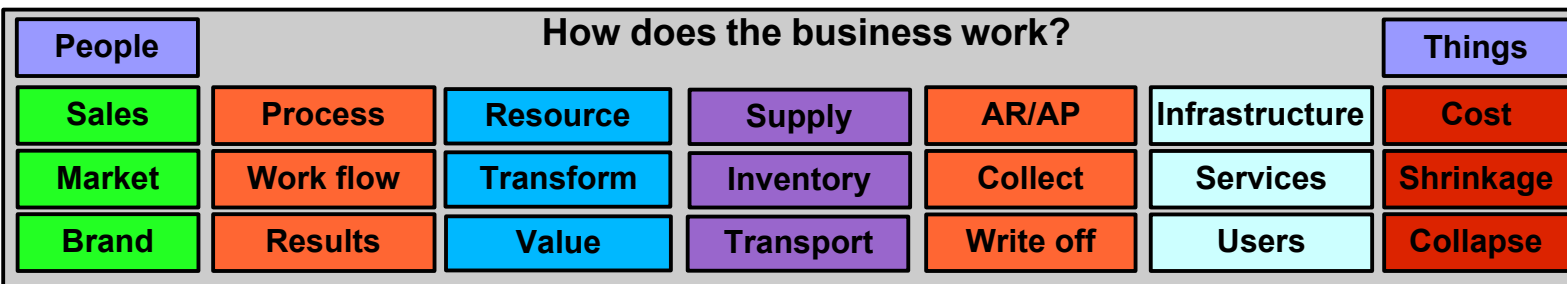 How does the business work?
People
Things
Sales Process Resource Supply AR/AP Infrastructure Cost
Market Work flow Transform Inventory Collect Services Shrinkage
Brand Results Value Transport Write off Users Collapse